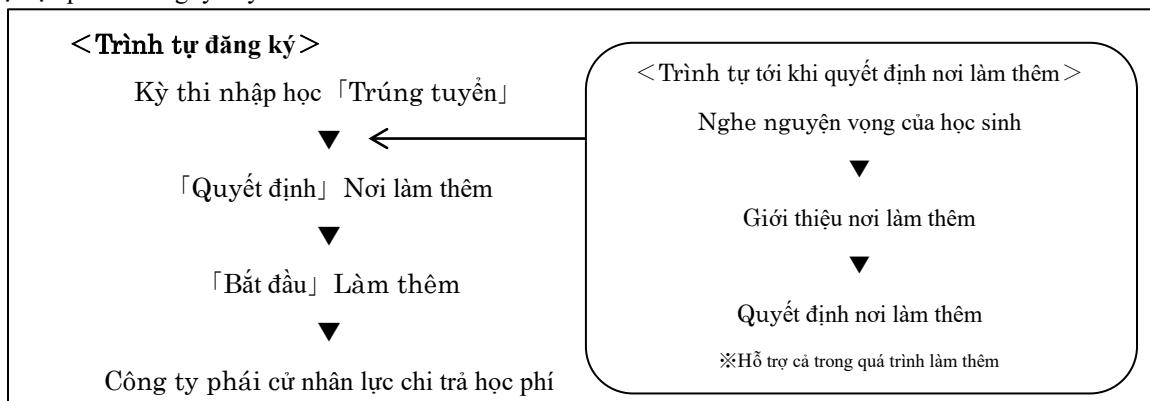 ＜Trình tự đăng ký＞
Kỳ thi nhập học「Trúng tuyển」
▼
「Quyết định」Nơi làm thêm
▼
「Bắt đầu」Làm thêm
▼
Công ty phái cử nhân lực chi trả học phí
＜Trình tự tới khi quyết định nơi làm thêm＞
Nghe nguyện vọng của học sinh
▼
Giới thiệu nơi làm thêm
▼
Quyết định nơi làm thêm
※Hỗ trợ cả trong quá trình làm thêm